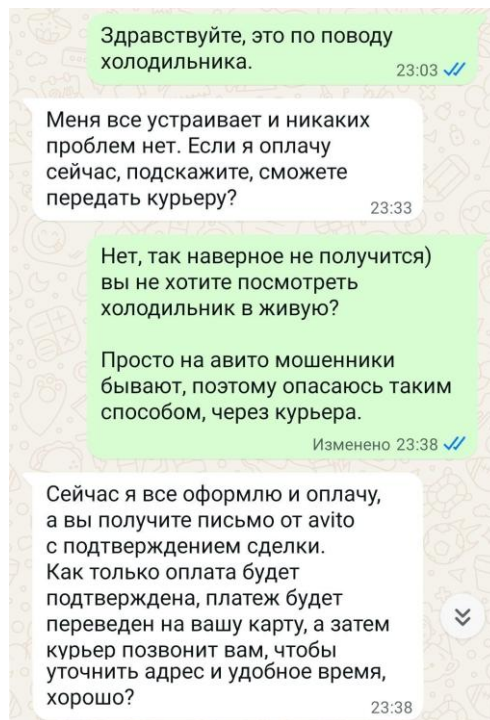 Здравствуйте, это по поводу
холодильника.
23:03
Меня все устраивает и никаких
проблем нет. Если я оплачу
сейчас, подскажите, сможете
передать курьеру?
23:33
Нет, так наверное не получится)
вы не хотите посмотреть
холодильник в живую?
Просто на авито мошенники
бывают, поэтому опасаюсь таким
способом, через курьера.
Изменено 23:38
Сейчас я все оформлю и оплачу,
а вы получите письмо от avito
с подтверждением сделки.
Как только оплата будет
подтверждена, платеж будет
переведен на вашу карту, а затем
курьер позвонит вам, чтобы
уточнить адрес и удобное время,
хорошо?
23:38